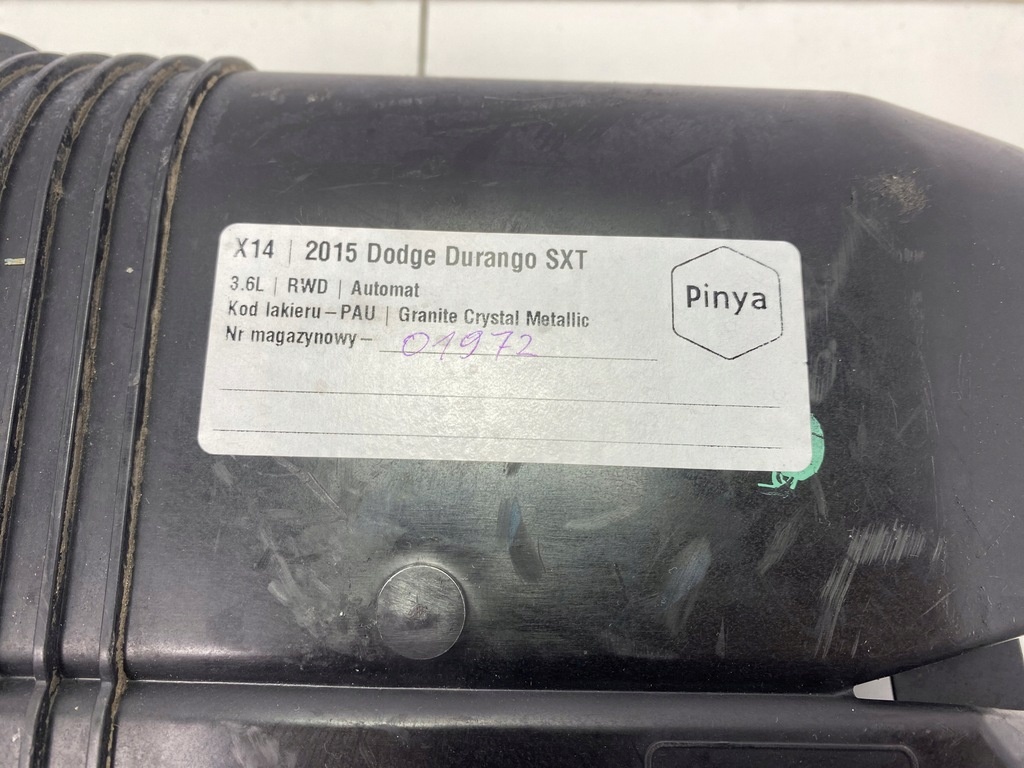 X14 | 2015 Dodge Durango SXT
3.6L | RWD | Automat
Kod lakieru – PAU | Granite Crystal Metallic
Nr magazynowy – 01972
Pinya